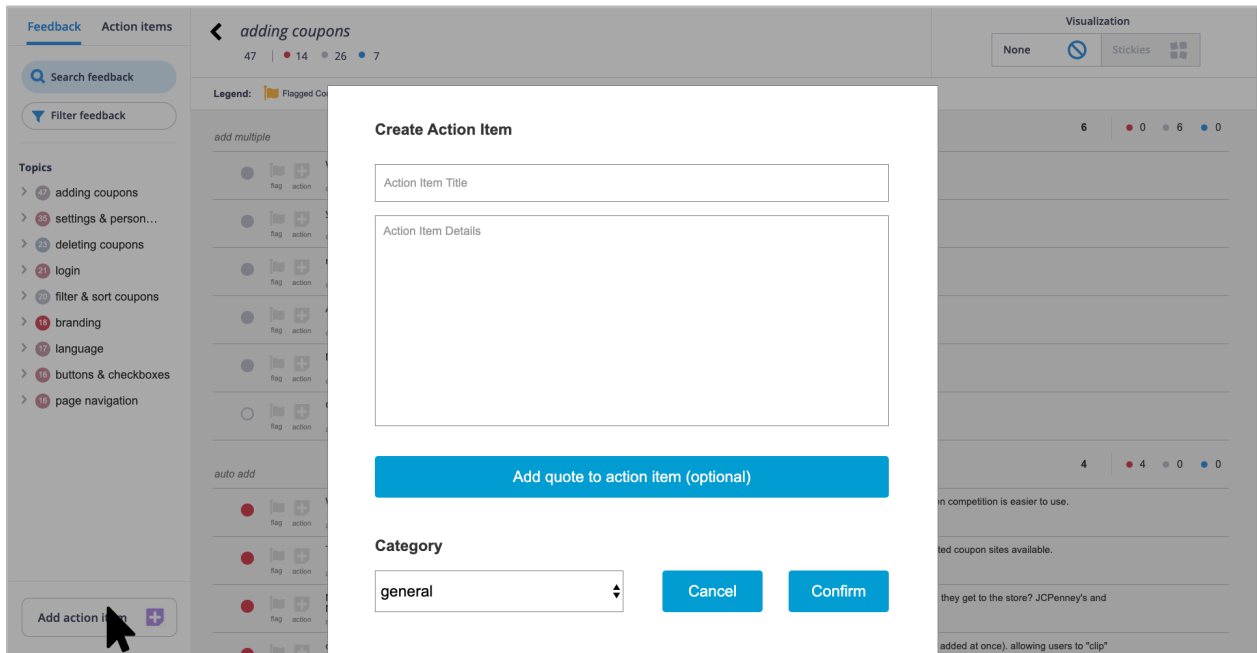 Feedback Action items
Search feedback
Filter feedback
Topics
47 adding coupons
35 settings & person...
23 deleting coupons
21 login
20 filter & sort coupons
18 branding
17 language
16 buttons & checkboxes
16 page navigation
Add action
adding coupons
47 14 26 7
Visualization
None Stickies
Legend: Flagged
add multiple 6 0 6 0
flag action
flag action
flag action
flag action
flag action
flag action
auto add 4 4 0 0
flag action
competition is easier to use.
flag action
coupon sites available.
flag action
they get to the store? JCPenney's and
added at once). allowing users to "clip"
Create Action Item
Action Item Title
Action Item Details
Add quote to action item (optional)
Category
general Cancel Confirm